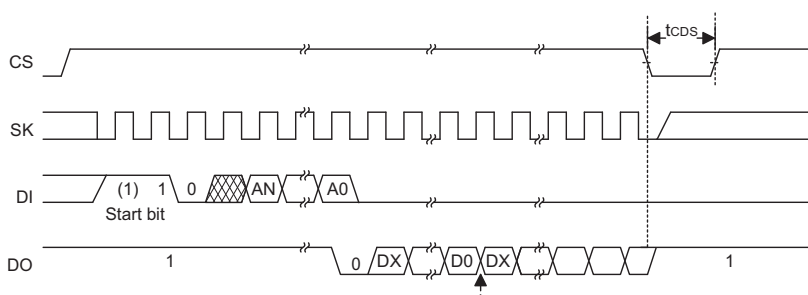 tCDS
CS
SK
DI
(1) 1 0 AN A0
Start bit
DO
1 0 DX D0 DX 1